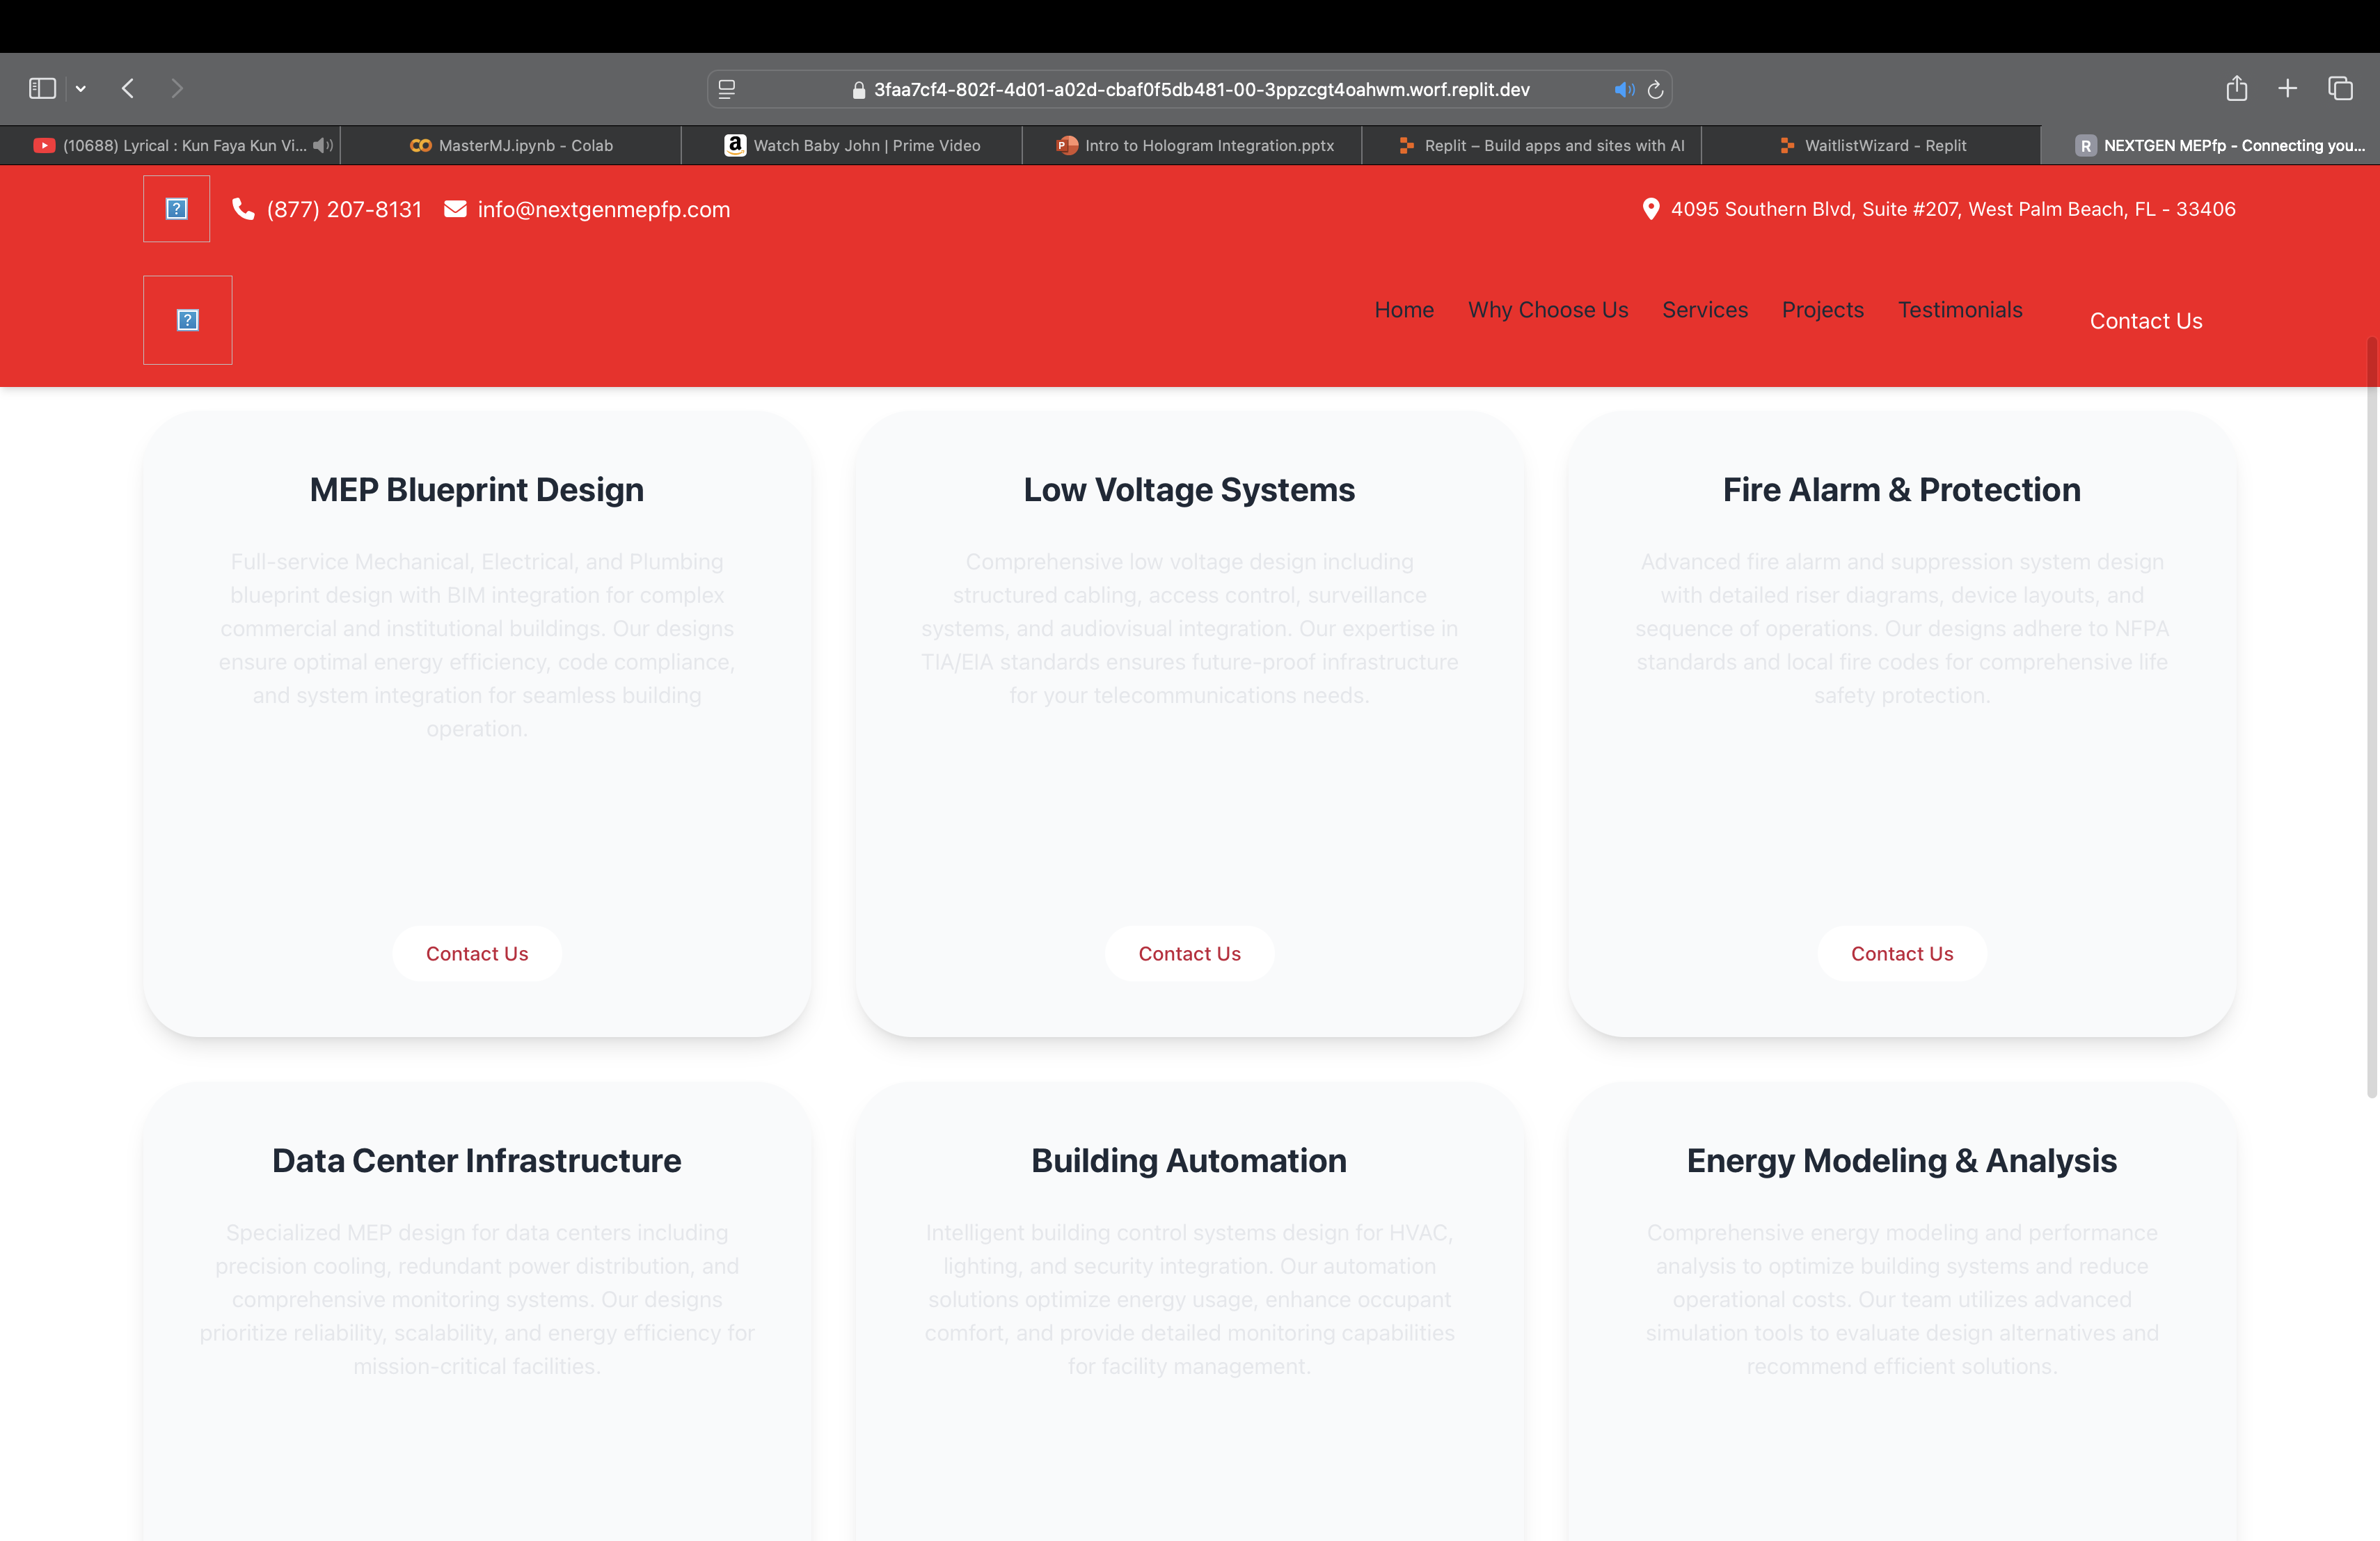 3faa7cf4-802f-4d01-a02d-cbaf0f5db481-00-3ppzcgt4oahwm.worf.replit.dev
(10688) Lyrical : Kun Faya Kun Vi...
MasterMJ.ipynb - Colab
Watch Baby John | Prime Video
Intro to Hologram Integration.pptx
Replit – Build apps and sites with AI
WaitlistWizard - Replit
R NEXTGEN MEPfp - Connecting you...
(877) 207-8131
info@nextgenmepfp.com
4095 Southern Blvd, Suite #207, West Palm Beach, FL - 33406
Home
Why Choose Us
Services
Projects
Testimonials
Contact Us
MEP Blueprint Design
Full-service Mechanical, Electrical, and Plumbing
blueprint design with BIM integration for complex
commercial and institutional buildings. Our designs
ensure optimal energy efficiency, code compliance,
and system integration for seamless building
operation.
Contact Us
Low Voltage Systems
Comprehensive low voltage design including
structured cabling, access control, surveillance
systems, and audiovisual integration. Our expertise in
TIA/EIA standards ensures future-proof infrastructure
for your telecommunications needs.
Contact Us
Fire Alarm & Protection
Advanced fire alarm and suppression system design
with detailed riser diagrams, device layouts, and
sequence of operations. Our designs adhere to NFPA
standards and local fire codes for comprehensive life
safety protection.
Contact Us
Data Center Infrastructure
Specialized MEP design for data centers including
precision cooling, redundant power distribution, and
comprehensive monitoring systems. Our designs
prioritize reliability, scalability, and energy efficiency for
mission-critical facilities.
Building Automation
Intelligent building control systems design for HVAC,
lighting, and security integration. Our automation
solutions optimize energy usage, enhance occupant
comfort, and provide detailed monitoring capabilities
for facility management.
Energy Modeling & Analysis
Comprehensive energy modeling and performance
analysis to optimize building systems and reduce
operational costs. Our team utilizes advanced
simulation tools to evaluate design alternatives and
recommend efficient solutions.